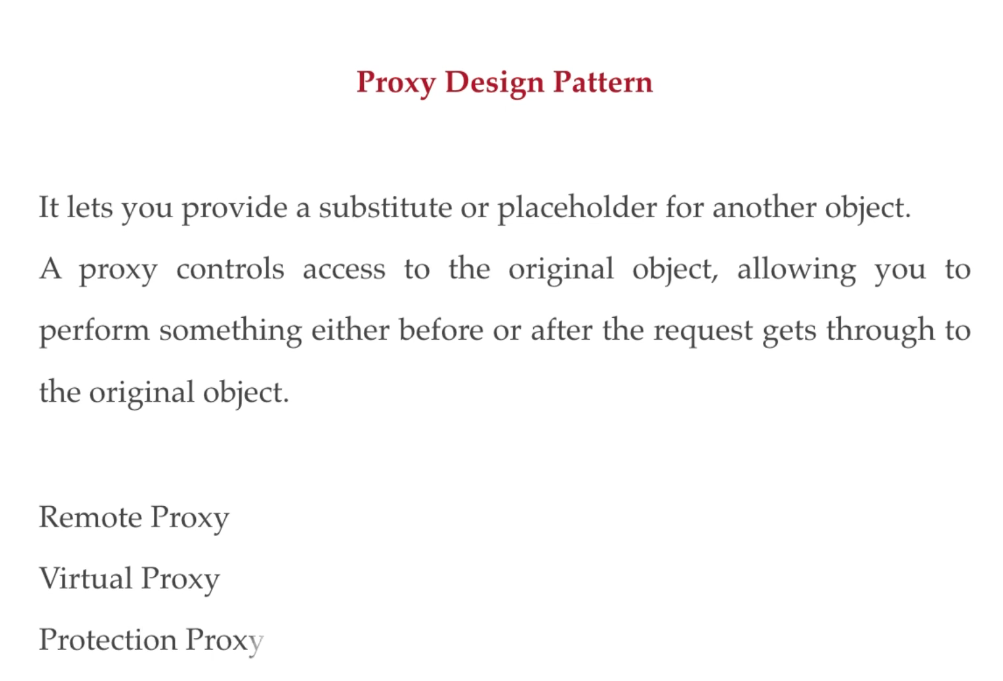 Proxy Design Pattern
It lets you provide a substitute or placeholder for another object.
A proxy controls access to the original object, allowing you to
perform something either before or after the request gets through to
the original object.
Remote Proxy
Virtual Proxy
Protection Proxy